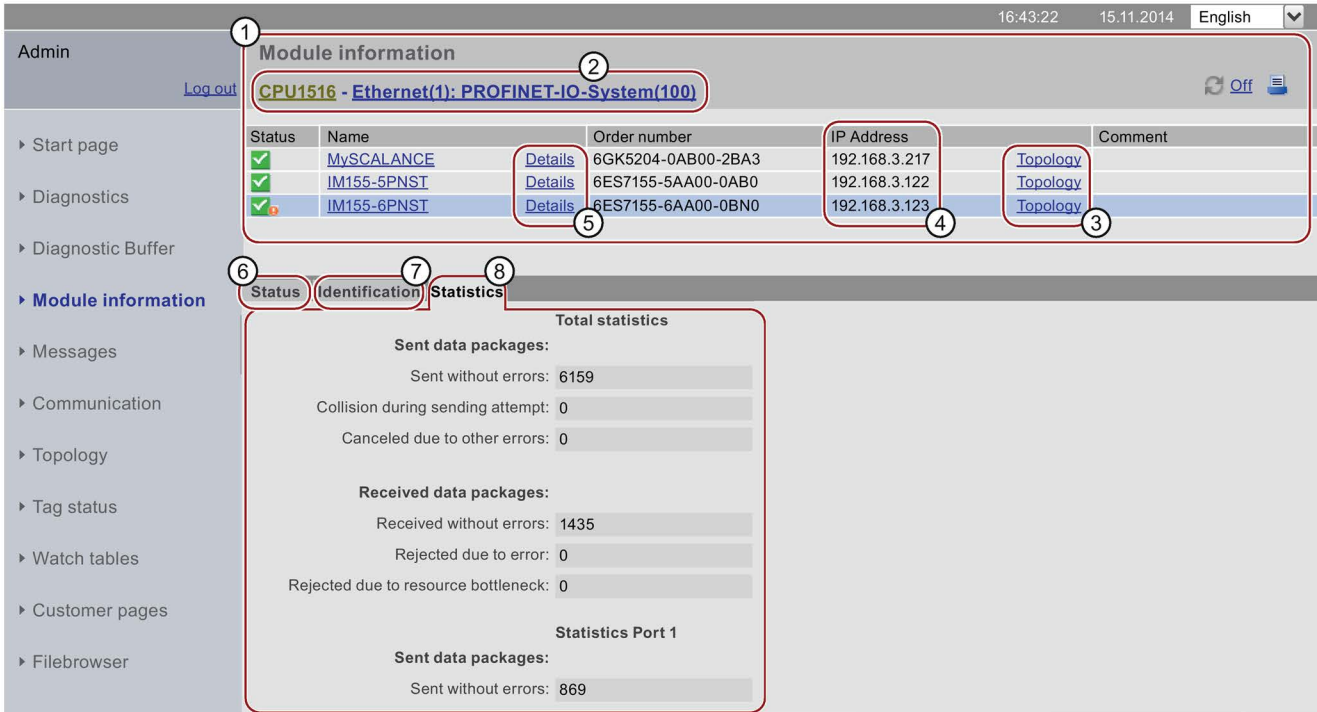 16:43:22 15.11.2014 English
Admin
Log out
1
Module information
2
CPU1516 - Ethernet(1): PROFINET-IO-System(100)
Off
Status Name Order number IP Address Comment
MySCALANCE Details 6GK5204-0AB00-2BA3 192.168.3.217 Topology
IM155-5PNST Details 6ES7155-5AA00-0AB0 192.168.3.122 Topology
IM155-6PNST Details 6ES7155-6AA00-0BN0 192.168.3.123 Topology
5 4 3
Start page
Diagnostics
Diagnostic Buffer
Module information
Messages
Communication
Topology
Tag status
Watch tables
Customer pages
Filebrowser
6 7 8
Status Identification Statistics
Total statistics
Sent data packages:
Sent without errors: 6159
Collision during sending attempt: 0
Canceled due to other errors: 0
Received data packages:
Received without errors: 1435
Rejected due to error: 0
Rejected due to resource bottleneck: 0
Statistics Port 1
Sent data packages:
Sent without errors: 869